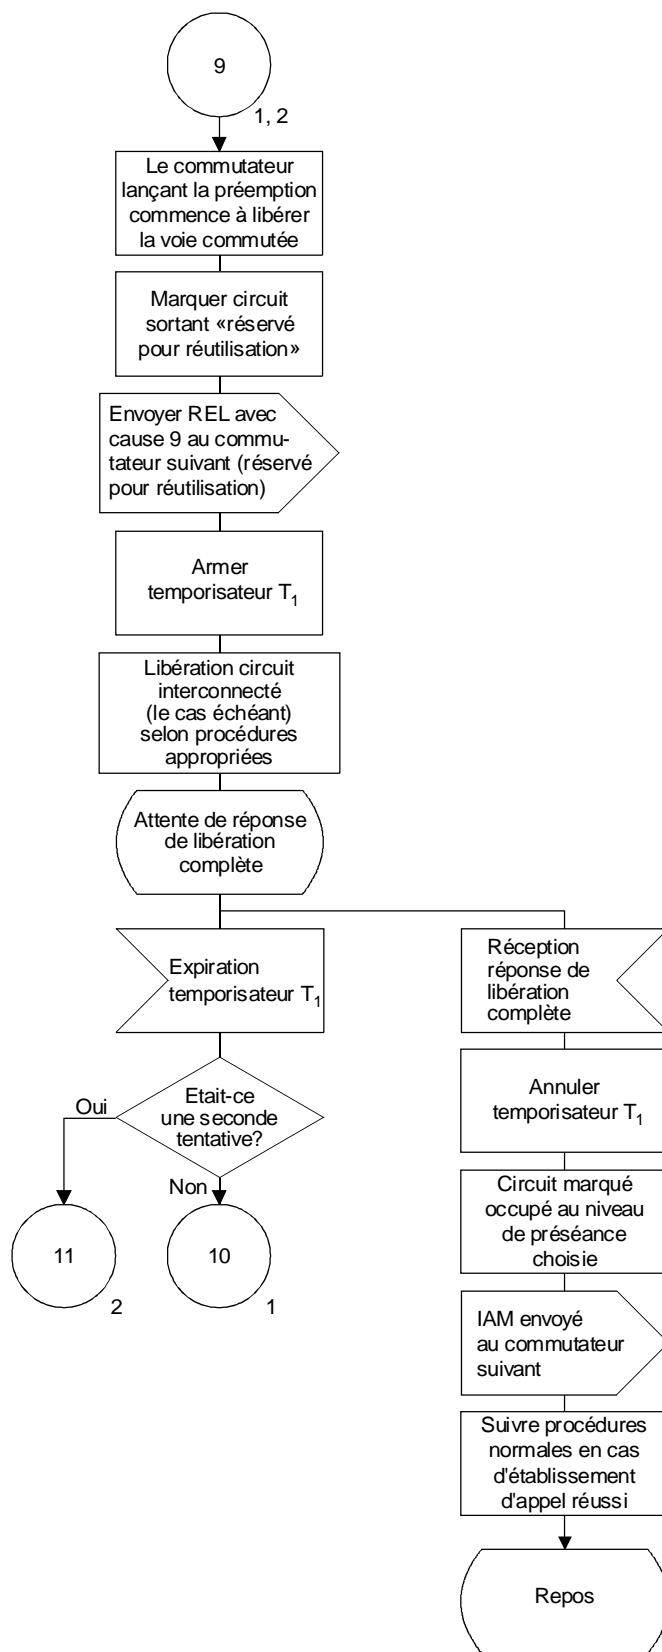 9
1, 2
Le commutateur
lançant la préemption
commence à libérer
la voie commutée
Marquer circuit
sortant «réservé
pour réutilisation»
Envoyer REL avec
cause 9 au commu-
tateur suivant (réservé
pour réutilisation)
Armer
temporisateur T1
Libération circuit
interconnecté
(le cas échéant)
selon procédures
appropriées
Attente de réponse
de libération
complète
Expiration
temporisateur T1
Etait-ce
une seconde
tentative?
Oui
Non
11
2
10
1
Réception
réponse de
libération
complète
Annuler
temporisateur T1
Circuit marqué
occupé au niveau
de préséance
choisie
IAM envoyé
au commutateur
suivant
Suivre procédures
normales en cas
d'établissement
d'appel réussi
Repos